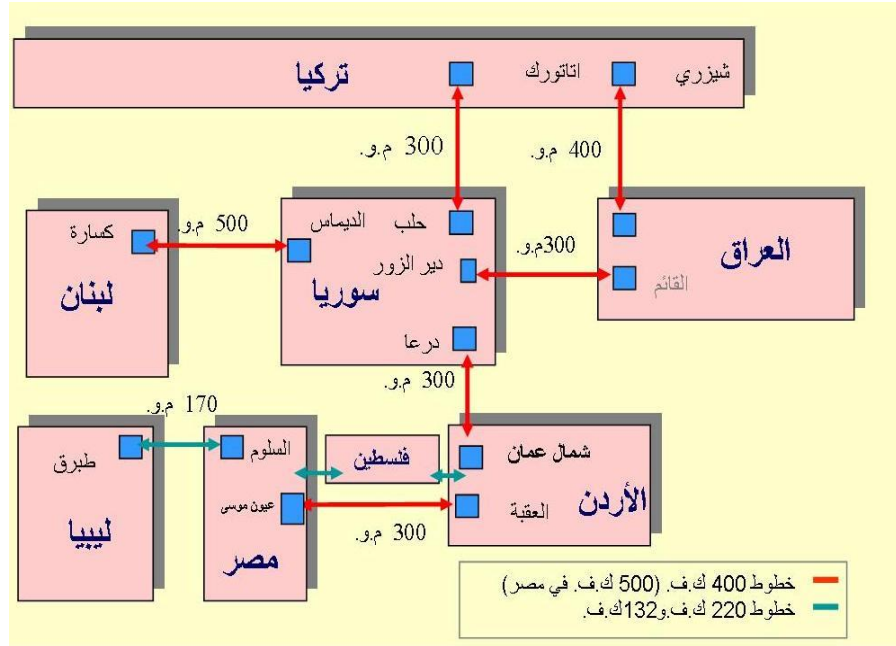 شيزري
اتاتورك
تركيا
400 م.و.
300 م.و.
كسارة
لبنان
500 م.و.
الديماس
حلب
دير الزور
سوريا
درعا
300م.و.
العراق
القائم
300 م.و.
170 م.و.
طبرق
ليبيا
السلوم
عيون موسى
مصر
فلسطين
شمال عمان
العقبة
الأردن
300 م.و.
خطوط 400 ك.ف. (500 ك.ف. في مصر)
خطوط 220 ك.ف.و132ك.ف.